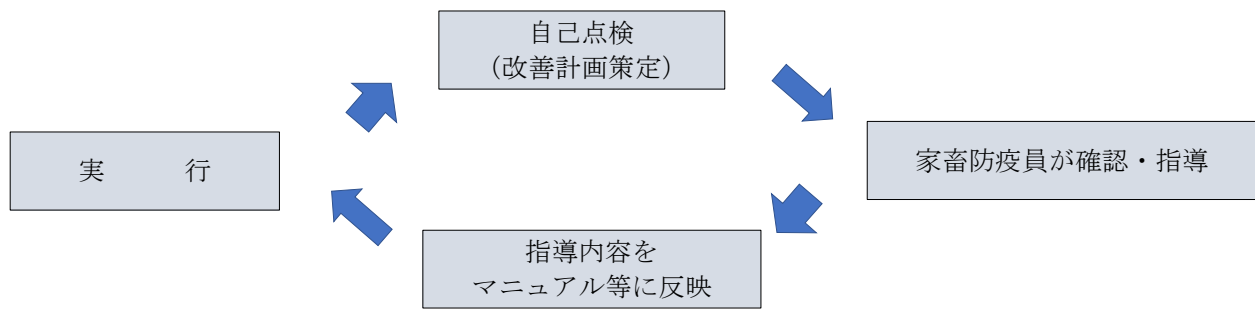 自己点検
（改善計画策定）
家畜防疫員が確認・指導
指導内容を
マニュアル等に反映
実　　　行